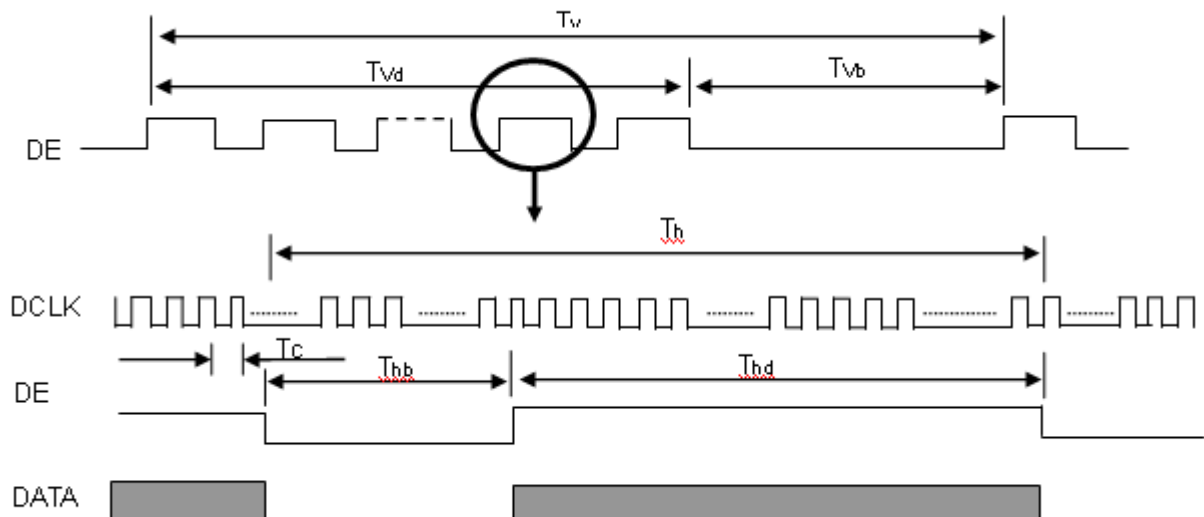 Tv
Tvd
Tvb
DE
Th
DCLK
Tc
Thb
Thd
DE
DATA